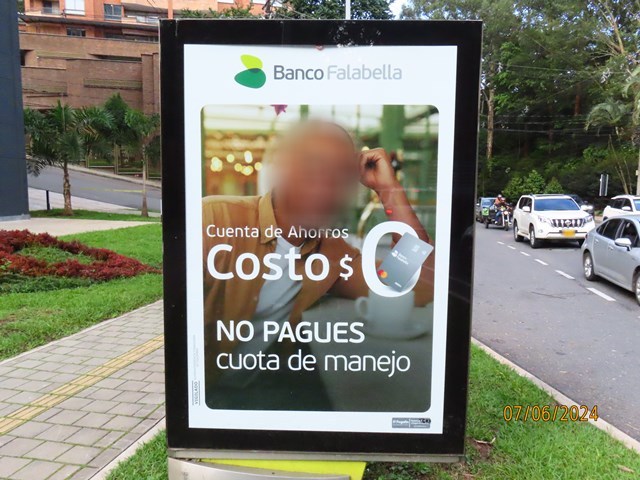 Banco Falabella
Cuenta de Ahorros
Costo $0
NO PAGUES
cuota de manejo
07/06/2024